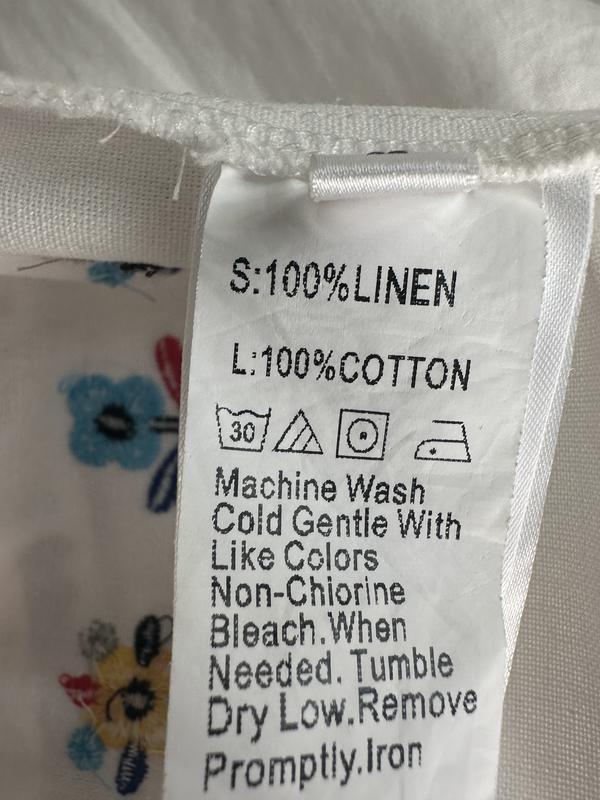 S:100%LINEN
L:100%COTTON
30
Machine Wash
Cold Gentle With
Like Colors
Non-Chiorine
Bleach.When
Needed. Tumble
Dry Low.Remove
Promptly.Iron